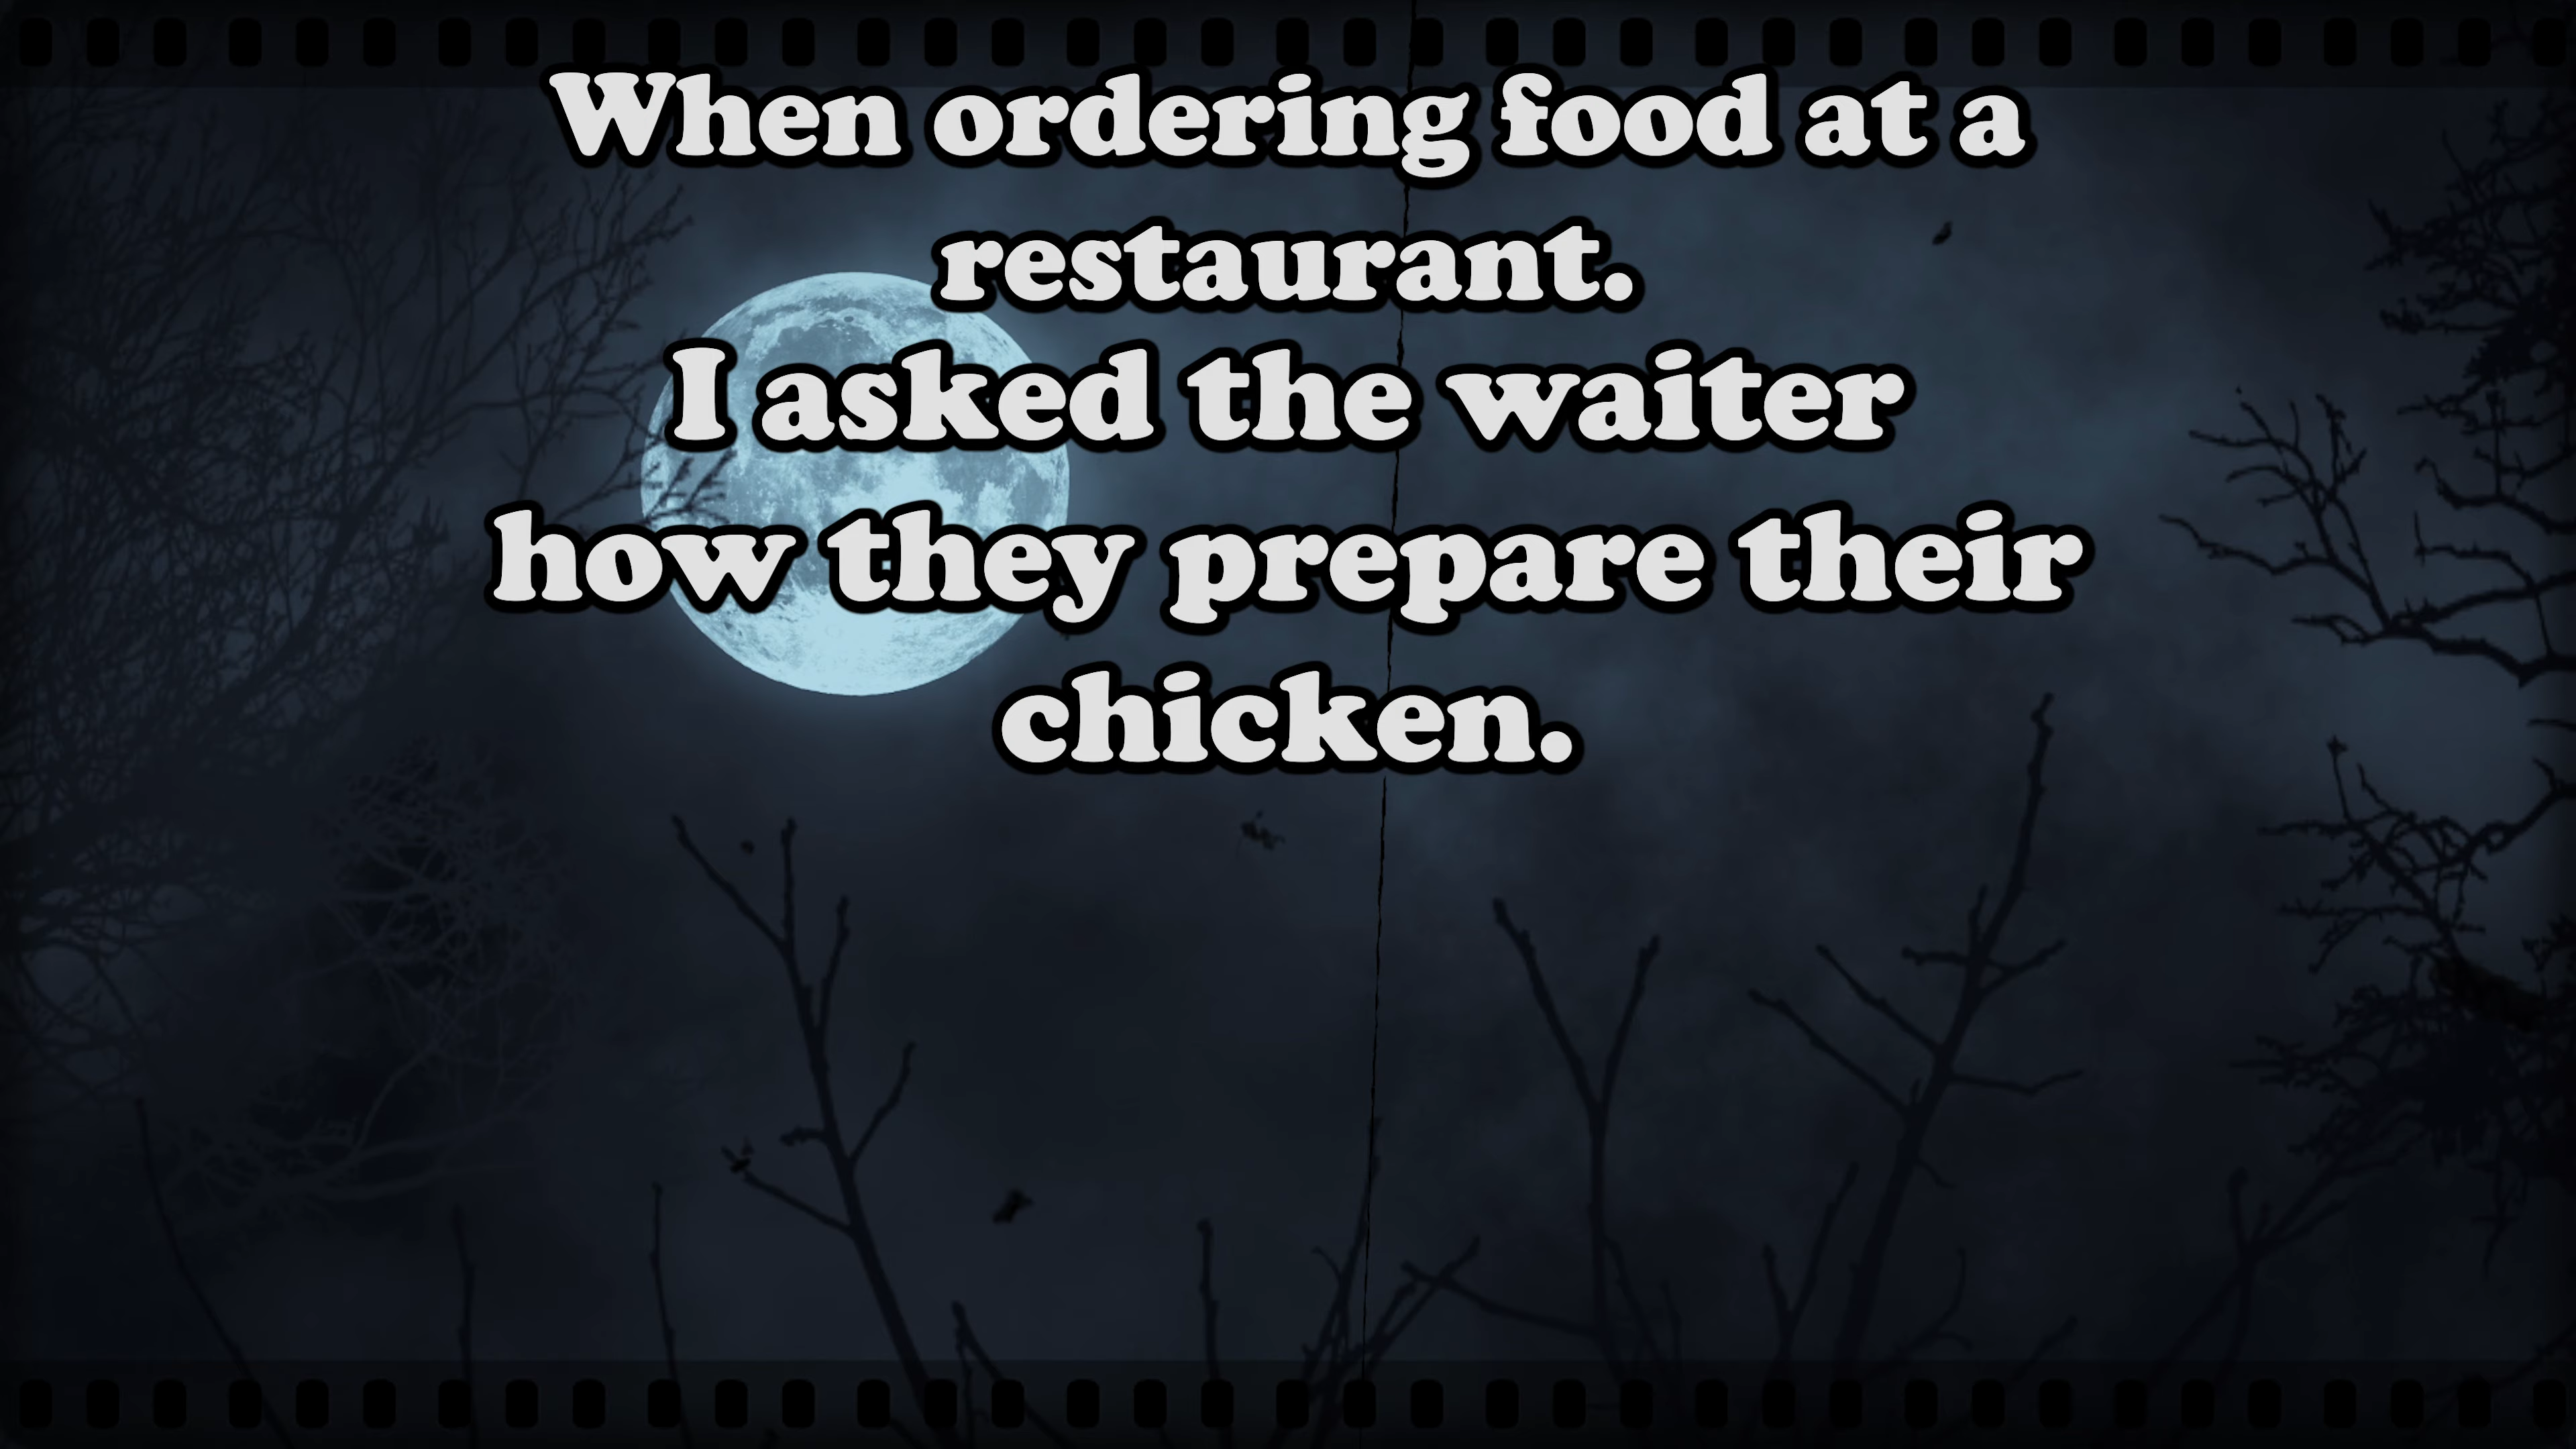 When ordering food at a
restaurant.
I asked the waiter
how they prepare their
chicken.